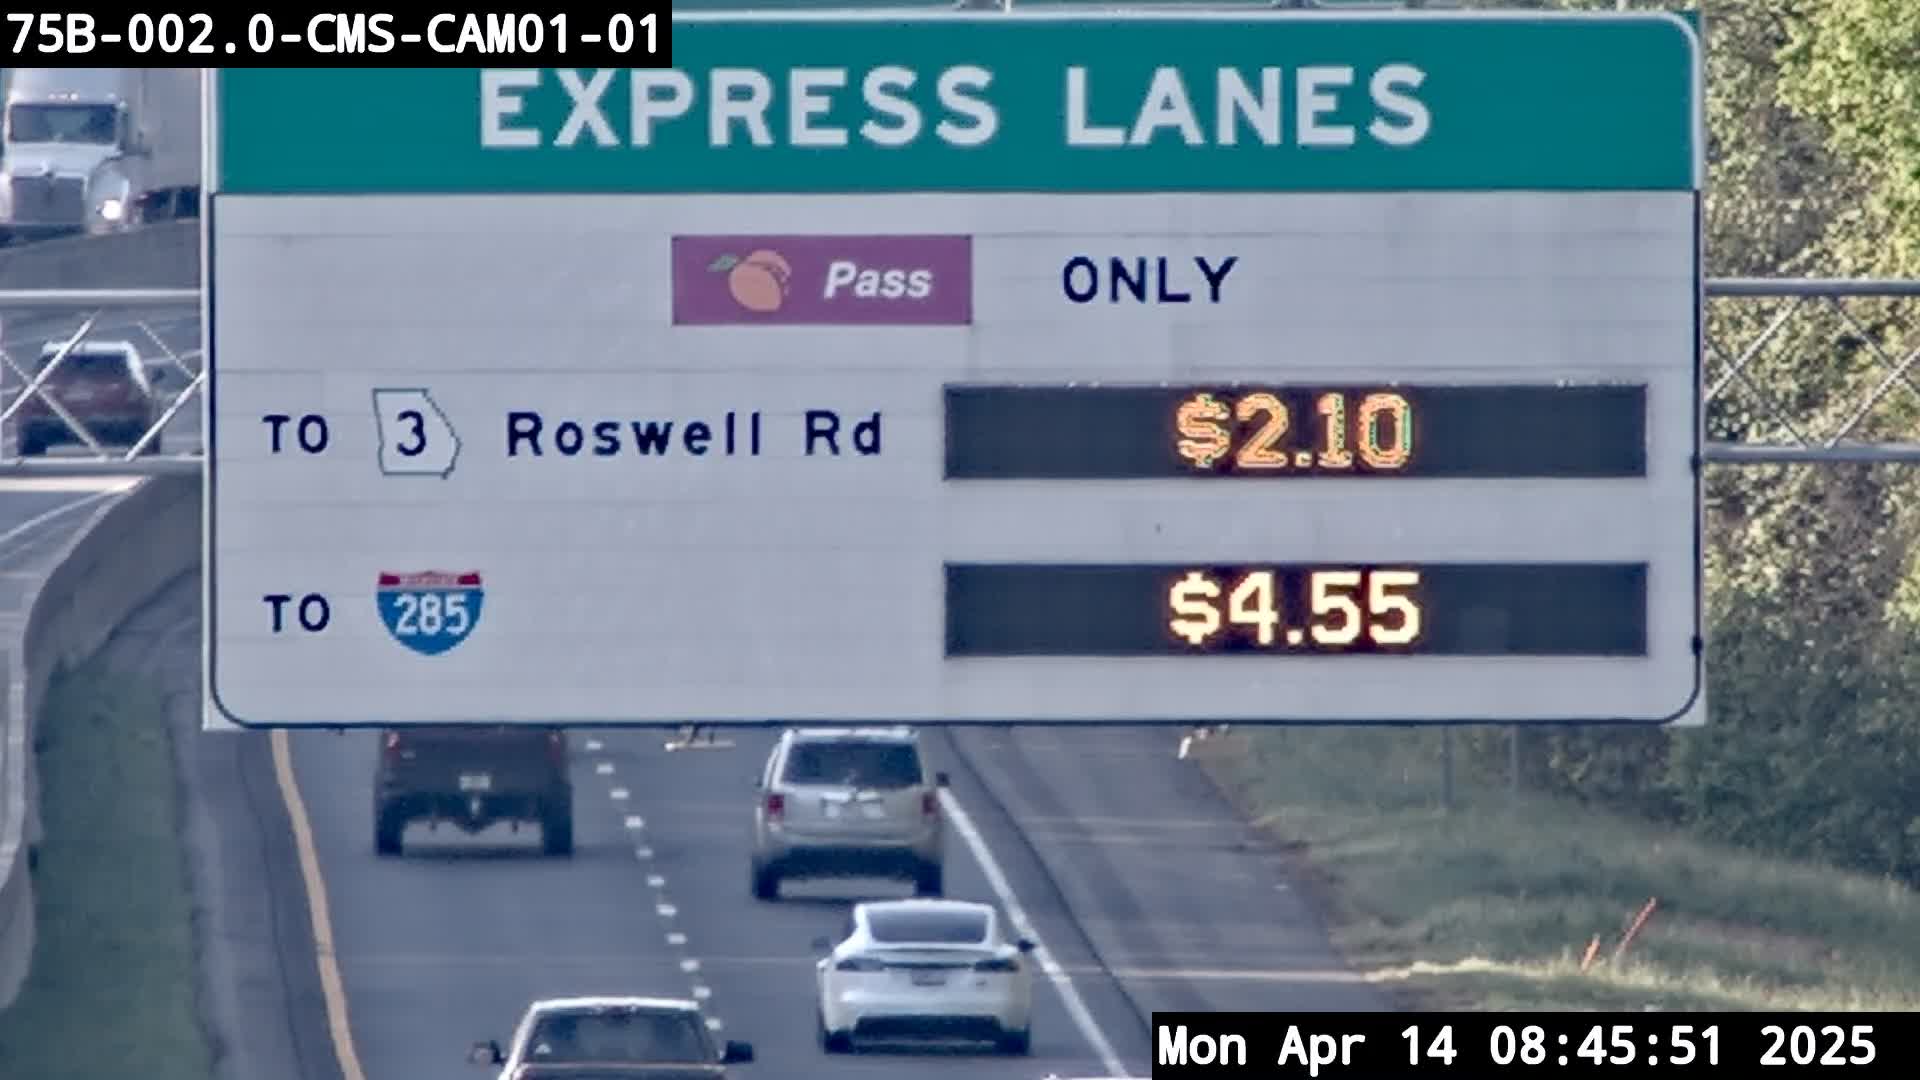 75B-002.0-CMS-CAM01-01
EXPRESS LANES
Pass ONLY
TO 3 Roswell Rd $2.10
TO 285 $4.55
Mon Apr 14 08:45:51 2025